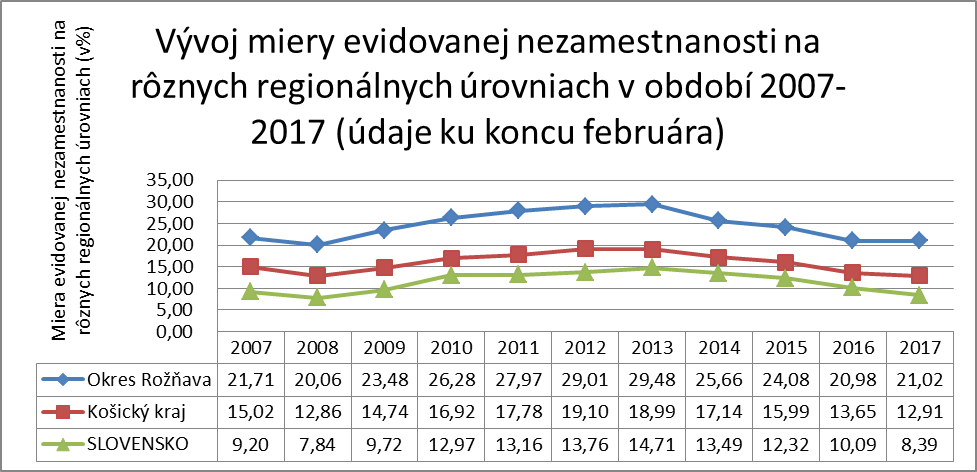 Vývoj miery evidovanej nezamestnanosti na
rôznych regionálnych úrovniach v období 2007-
2017 (údaje ku koncu februára)
Miera evidovanej nezamestnanosti na
rôznych regionálnych úrovniach (v%)
35,00
30,00
25,00
20,00
15,00
10,00
5,00
0,00
2007 2008 2009 2010 2011 2012 2013 2014 2015 2016 2017
Okres Rožňava 21,71 20,06 23,48 26,28 27,97 29,01 29,48 25,66 24,08 20,98 21,02
Košický kraj 15,02 12,86 14,74 16,92 17,78 19,10 18,99 17,14 15,99 13,65 12,91
SLOVENSKO 9,20 7,84 9,72 12,97 13,16 13,76 14,71 13,49 12,32 10,09 8,39